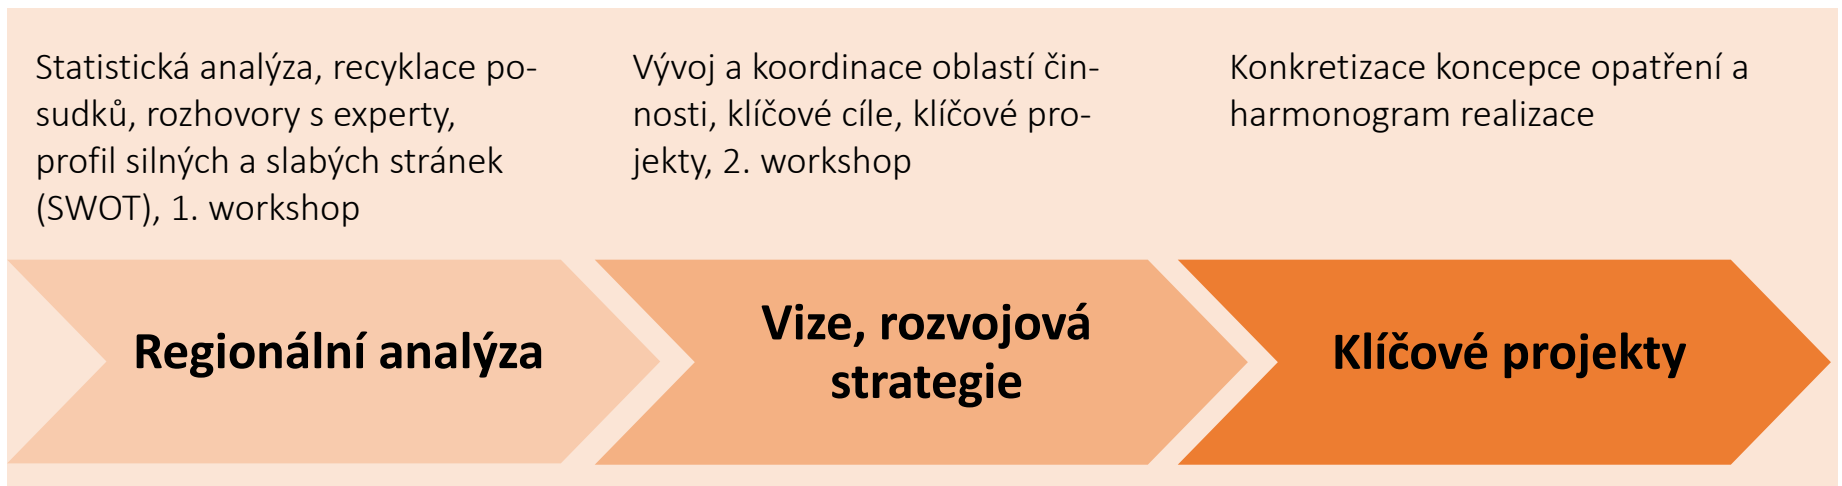 Statistická analýza, recyklace po-
sudků, rozhovory s experty,
profil silných a slabých stránek
(SWOT), 1. workshop
Vývoj a koordinace oblastí čin-
nosti, klíčové cíle, klíčové pro-
jekty, 2. workshop
Konkretizace koncepce opatření a
harmonogram realizace
Regionální analýza
Vize, rozvojová
strategie
Klíčové projekty